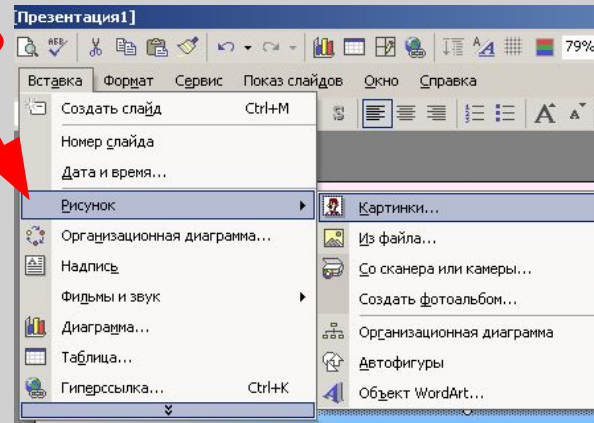 [Презентация1]
79%
Вставка Формат Сервис Показ слайдов Окно Справка
Создать слайд Ctrl+M
Номер слайда
Дата и время...
Рисунок
Организационная диаграмма...
Надпись
Фильмы и звук
Диаграмма...
Таблица...
Гиперссылка... Ctrl+K
Картинки...
Из файла...
Со сканера или камеры...
Создать фотоальбом...
Организационная диаграмма
Автофигуры
Объект WordArt...